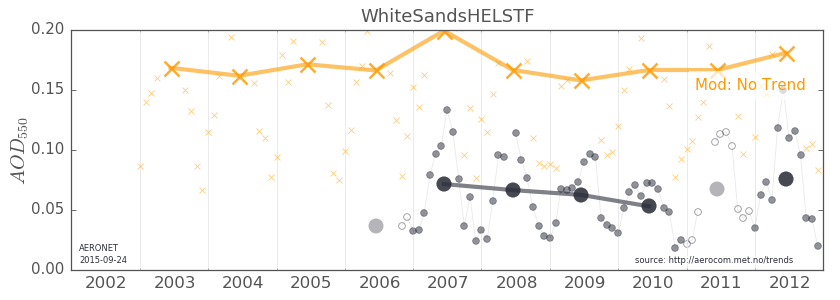 WhiteSandsHELSTF
0.20
0.15
0.10
0.05
0.00
AOD550
Mod: No Trend
AERONET
2015-09-24
source: http://aerocom.met.no/trends
2002 2003 2004 2005 2006 2007 2008 2009 2010 2011 2012